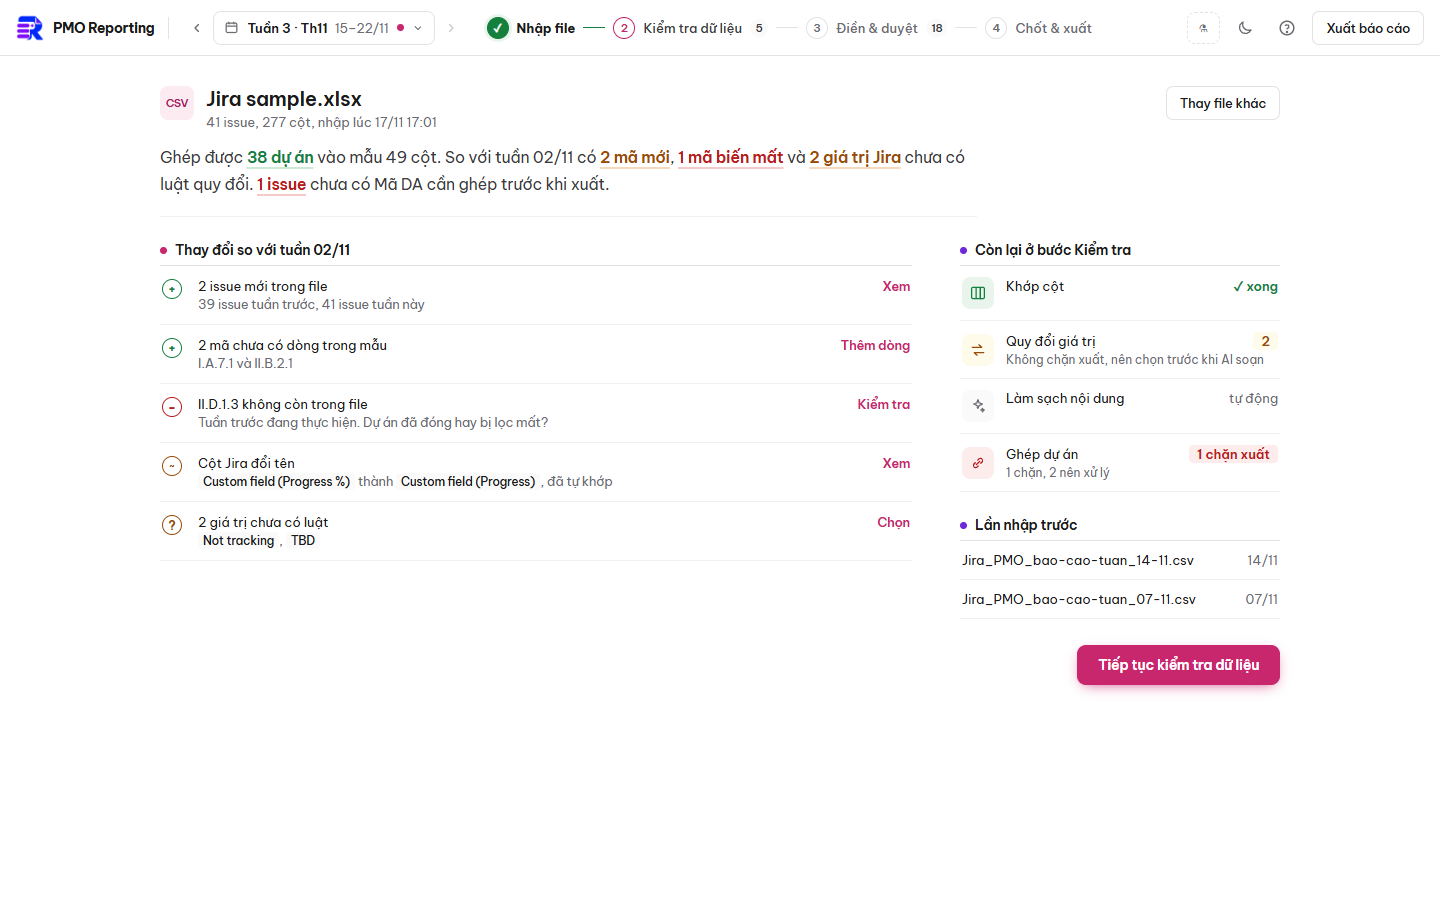 PMO Reporting
Tuần 3 · Th11 15–22/11
Nhập file
2 Kiểm tra dữ liệu 5
3 Điền & duyệt 18
4 Chốt & xuất
Xuất báo cáo
CSV
Jira sample.xlsx
41 issue, 277 cột, nhập lúc 17/11 17:01
Thay file khác
Ghép được 38 dự án vào mẫu 49 cột. So với tuần 02/11 có 2 mã mới, 1 mã biến mất và 2 giá trị Jira chưa có
luật quy đổi. 1 issue chưa có Mã DA cần ghép trước khi xuất.
Thay đổi so với tuần 02/11
+ 2 issue mới trong file Xem
39 issue tuần trước, 41 issue tuần này
+ 2 mã chưa có dòng trong mẫu Thêm dòng
I.A.7.1 và II.B.2.1
− II.D.1.3 không còn trong file Kiểm tra
Tuần trước đang thực hiện. Dự án đã đóng hay bị lọc mất?
~ Cột Jira đổi tên Xem
Custom field (Progress %) thành Custom field (Progress) , đã tự khớp
? 2 giá trị chưa có luật Chọn
Not tracking , TBD
Còn lại ở bước Kiểm tra
Khớp cột ✓ xong
Quy đổi giá trị 2
Không chặn xuất, nên chọn trước khi AI soạn
Làm sạch nội dung tự động
Ghép dự án 1 chặn xuất
1 chặn, 2 nên xử lý
Lần nhập trước
Jira_PMO_bao-cao-tuan_14-11.csv 14/11
Jira_PMO_bao-cao-tuan_07-11.csv 07/11
Tiếp tục kiểm tra dữ liệu